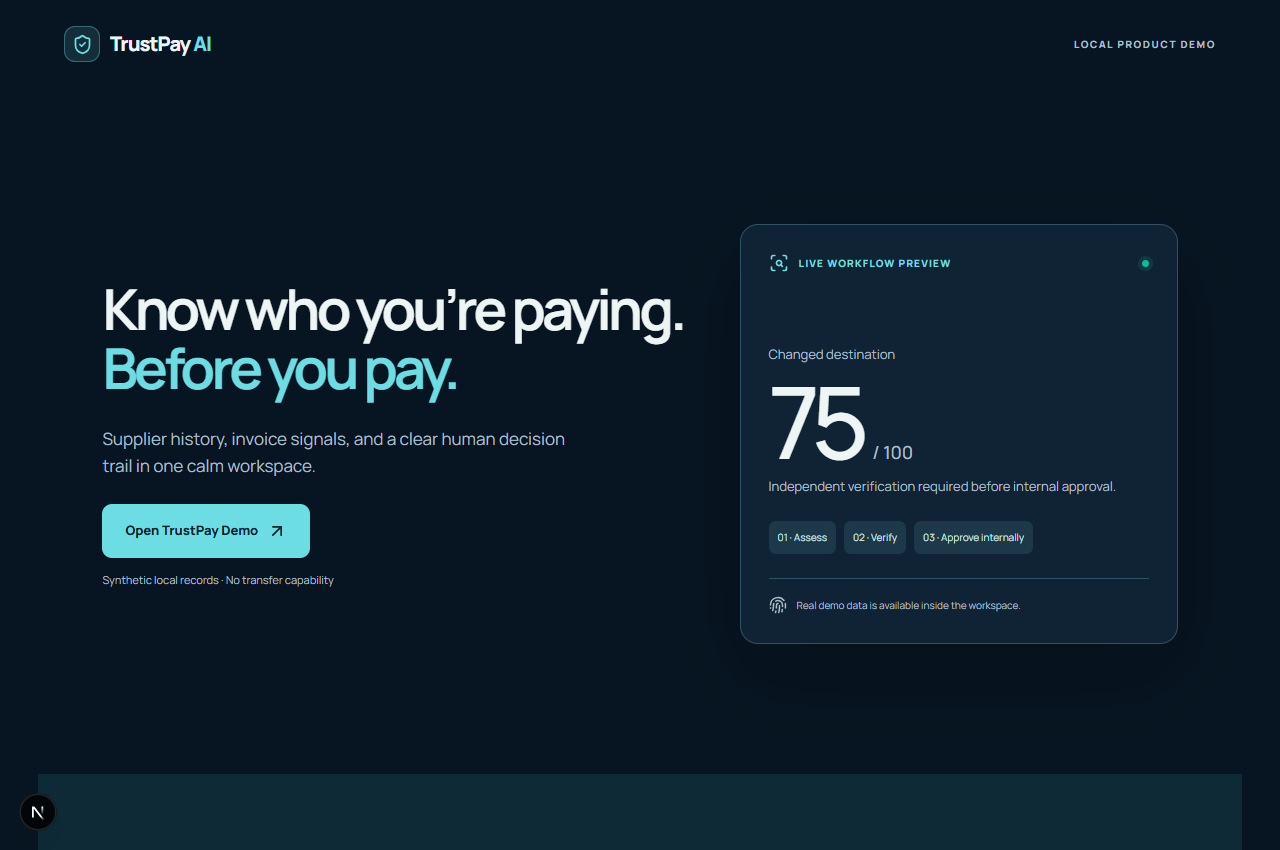 TrustPay AI
LOCAL PRODUCT DEMO
Know who you’re paying.
Before you pay.
Supplier history, invoice signals, and a clear human decision
trail in one calm workspace.
Open TrustPay Demo
Synthetic local records · No transfer capability
LIVE WORKFLOW PREVIEW
Changed destination
75 / 100
Independent verification required before internal approval.
01 · Assess
02 · Verify
03 · Approve internally
Real demo data is available inside the workspace.
N